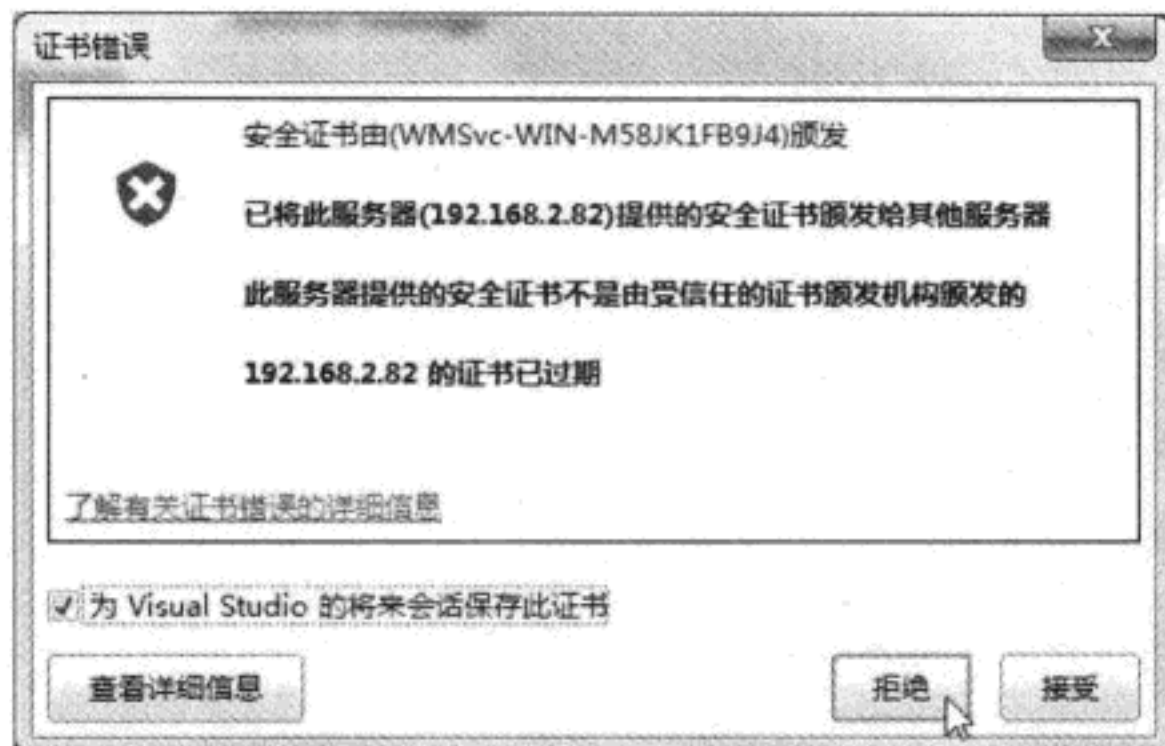 证书错误
安全证书由(WMSvc-WIN-M58JK1FB9J4)颁发
已将此服务器(192.168.2.82)提供的安全证书颁发给其他服务器
此服务器提供的安全证书不是由受信任的证书颁发机构颁发的
192.168.2.82 的证书已过期
了解有关证书错误的详细信息
为 Visual Studio 的将来会话保存此证书
查看详细信息
拒绝
接受